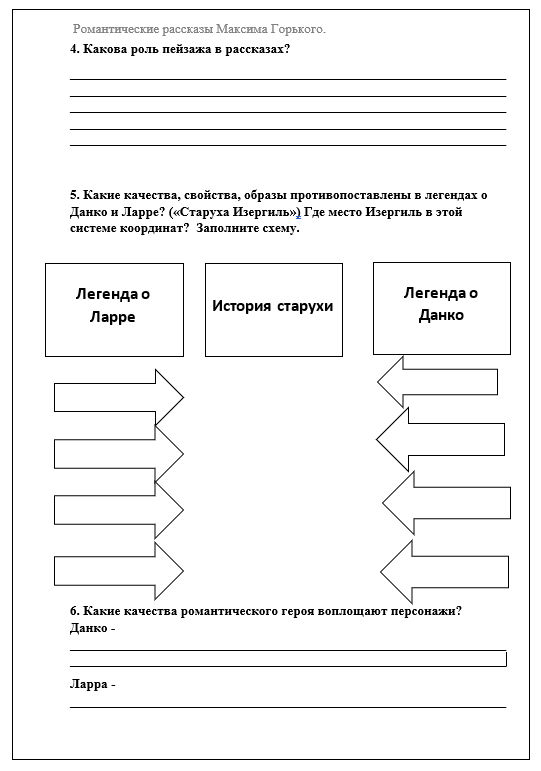 Романтические рассказы Максима Горького.
4. Какова роль пейзажа в рассказах?
5. Какие качества, свойства, образы противопоставлены в легендах о
Данко и Ларре? («Старуха Изергиль») Где место Изергиль в этой
системе координат?  Заполните схему.
Легенда о
Ларре
История старухи
Легенда о
Данко
6. Какие качества романтического героя воплощают персонажи?
Данко -
Ларра -